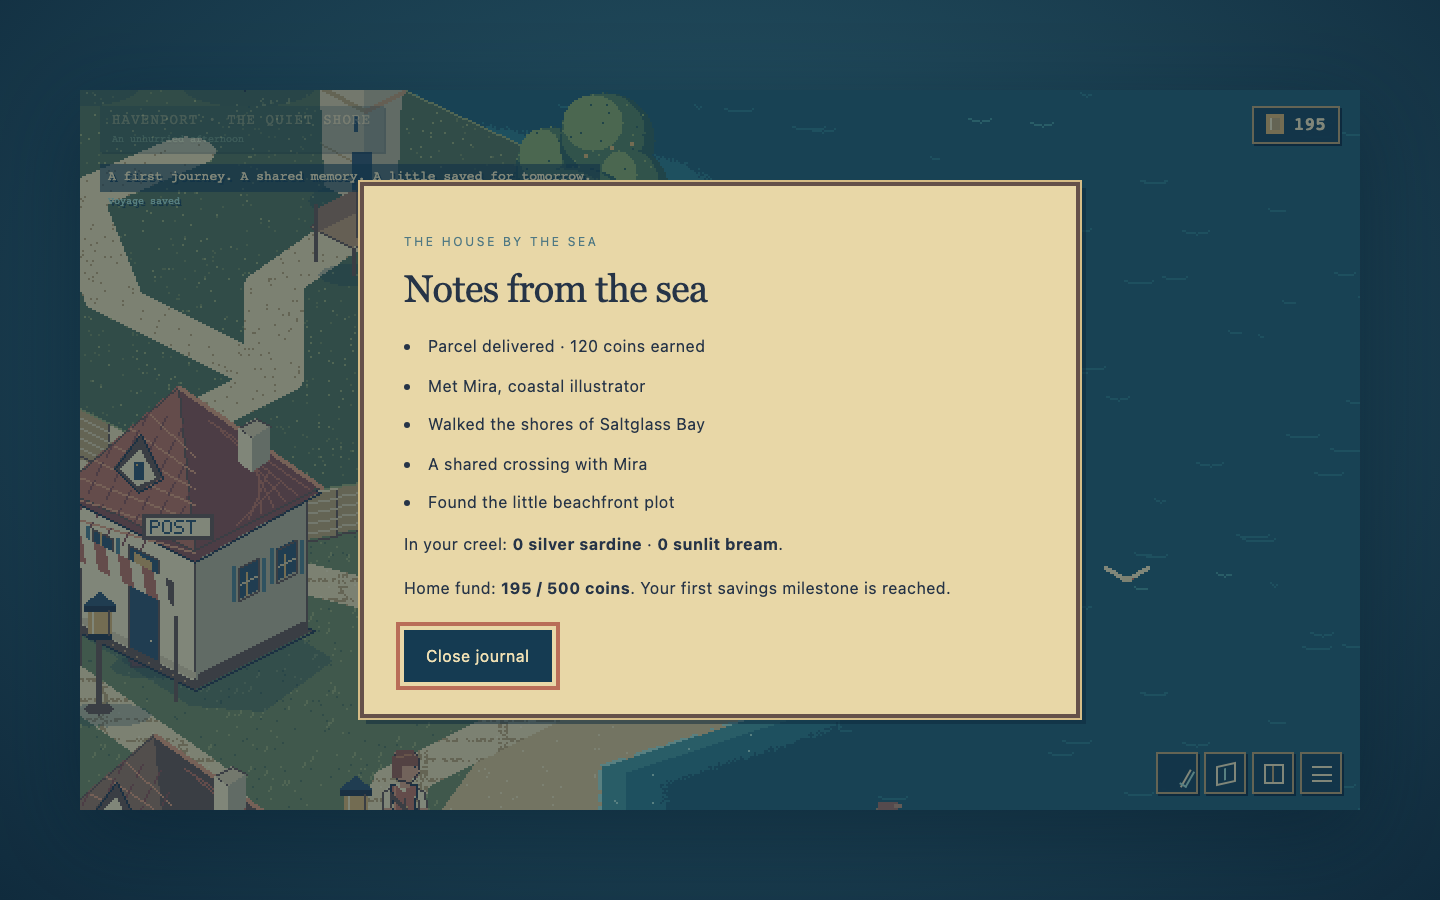 HAVENPORT · THE QUIET SHORE
An unhurried afternoon
195
A first journey. A shared memory. A little saved for tomorrow.
Voyage saved
THE HOUSE BY THE SEA
Notes from the sea
Parcel delivered · 120 coins earned
Met Mira, coastal illustrator
Walked the shores of Saltglass Bay
A shared crossing with Mira
Found the little beachfront plot
In your creel: 0 silver sardine · 0 sunlit bream.
Home fund: 195 / 500 coins. Your first savings milestone is reached.
Close journal
POST